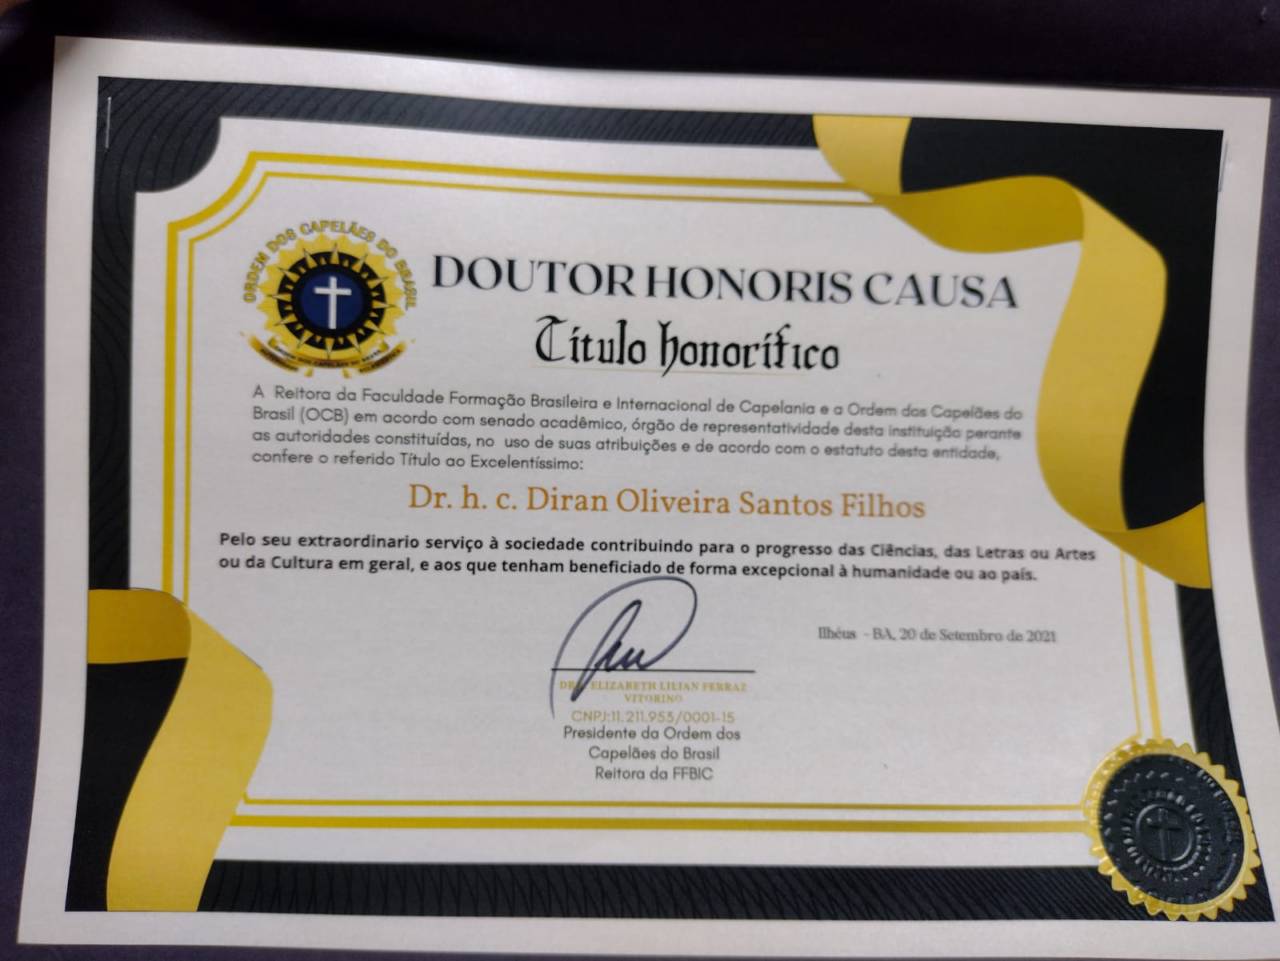 ORDEM DOS CAPELÃES DO BRASIL
DOUTOR HONORIS CAUSA
Título honorífico
A Reitora da Faculdade Formação Brasileira e Internacional de Capelania e a Ordem dos Capelães do
Brasil (OCB) em acordo com senado acadêmico, órgão de representatividade desta instituição perante
as autoridades constituídas, no uso de suas atribuições e de acordo com o estatuto desta entidade,
confere o referido Título ao Excelentíssimo:
Dr. h. c. Diran Oliveira Santos Filhos
Pelo seu extraordinario serviço à sociedade contribuindo para o progresso das Ciências, das Letras ou Artes
ou da Cultura em geral, e aos que tenham beneficiado de forma excepcional à humanidade ou ao país.
Ilhéus - BA, 20 de Setembro de 2021
ELIZABETH LILIAN FERRAZ
VITORINO
CNPJ:11.211.953/0001-15
Presidente da Ordem dos
Capelães do Brasil
Reitora da FFBIC